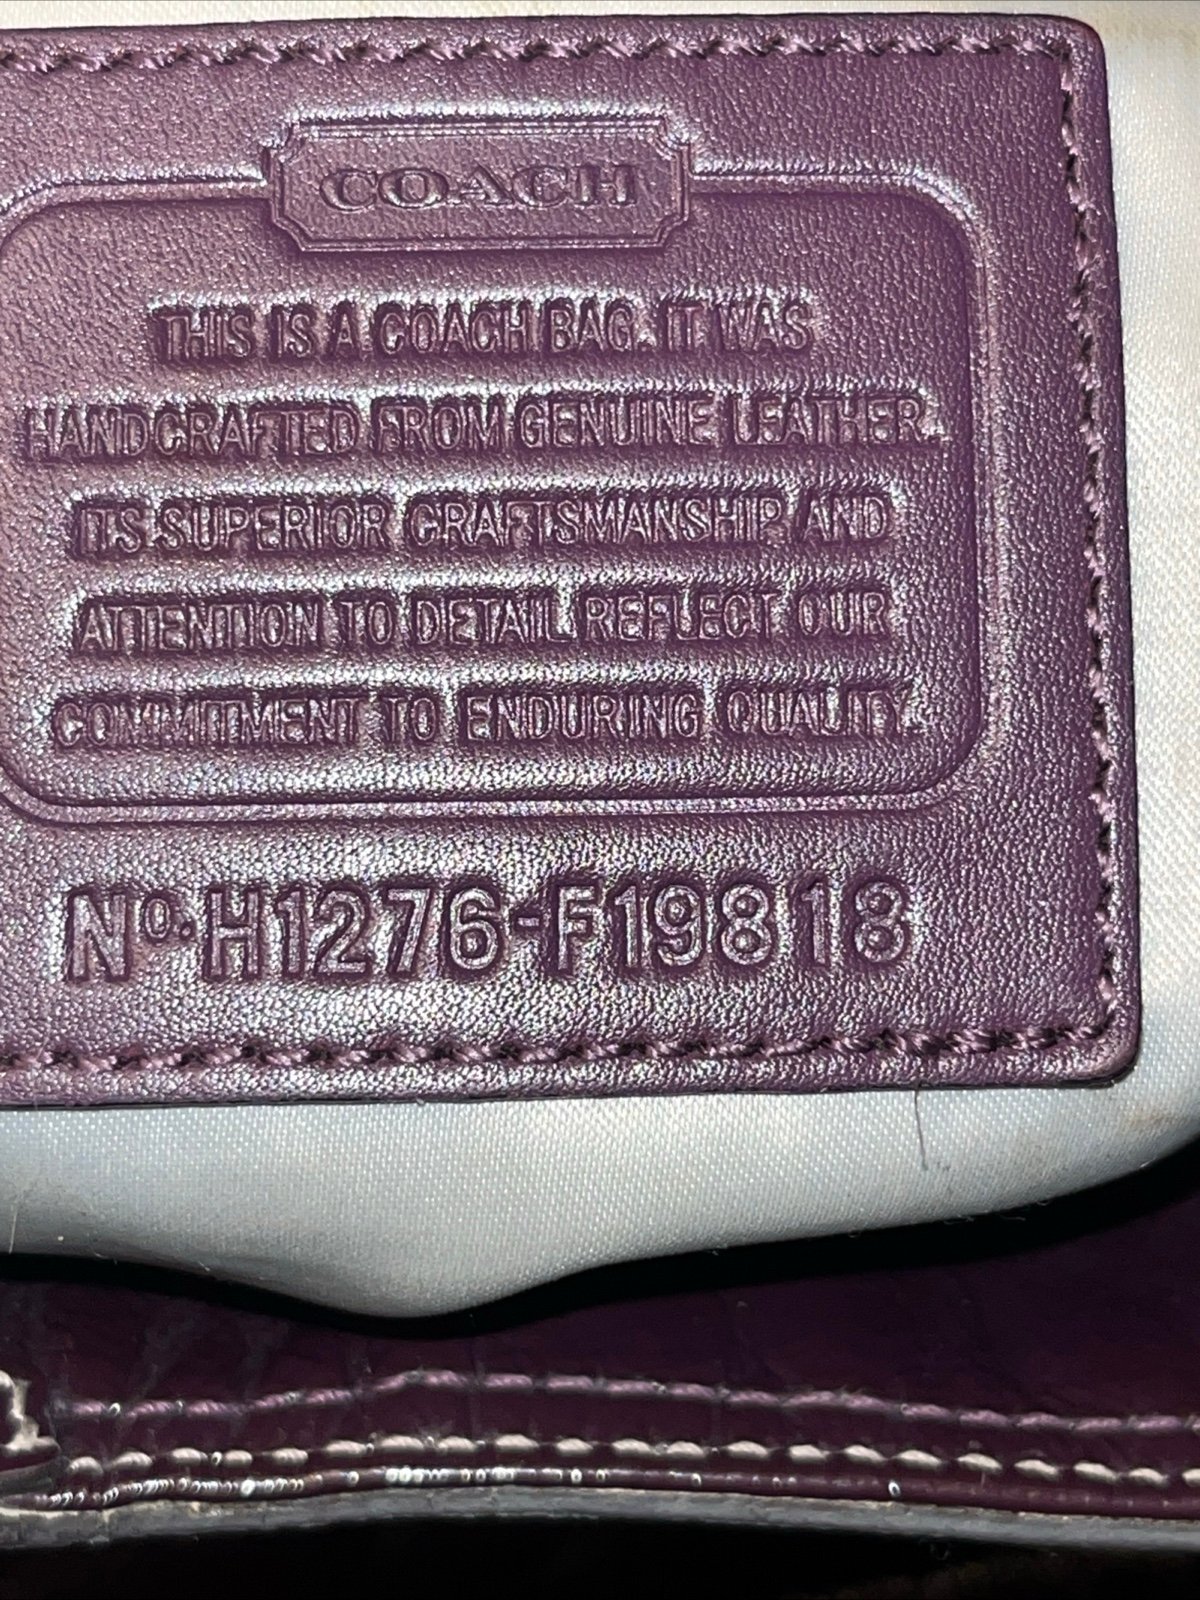 COACH
THIS IS A COACH BAG. IT WAS
HANDCRAFTED FROM GENUINE LEATHER.
ITS SUPERIOR CRAFTSMANSHIP AND
ATTENTION TO DETAIL REFLECT OUR
COMMITMENT TO ENDURING QUALITY.
Nº. H1276-F19818